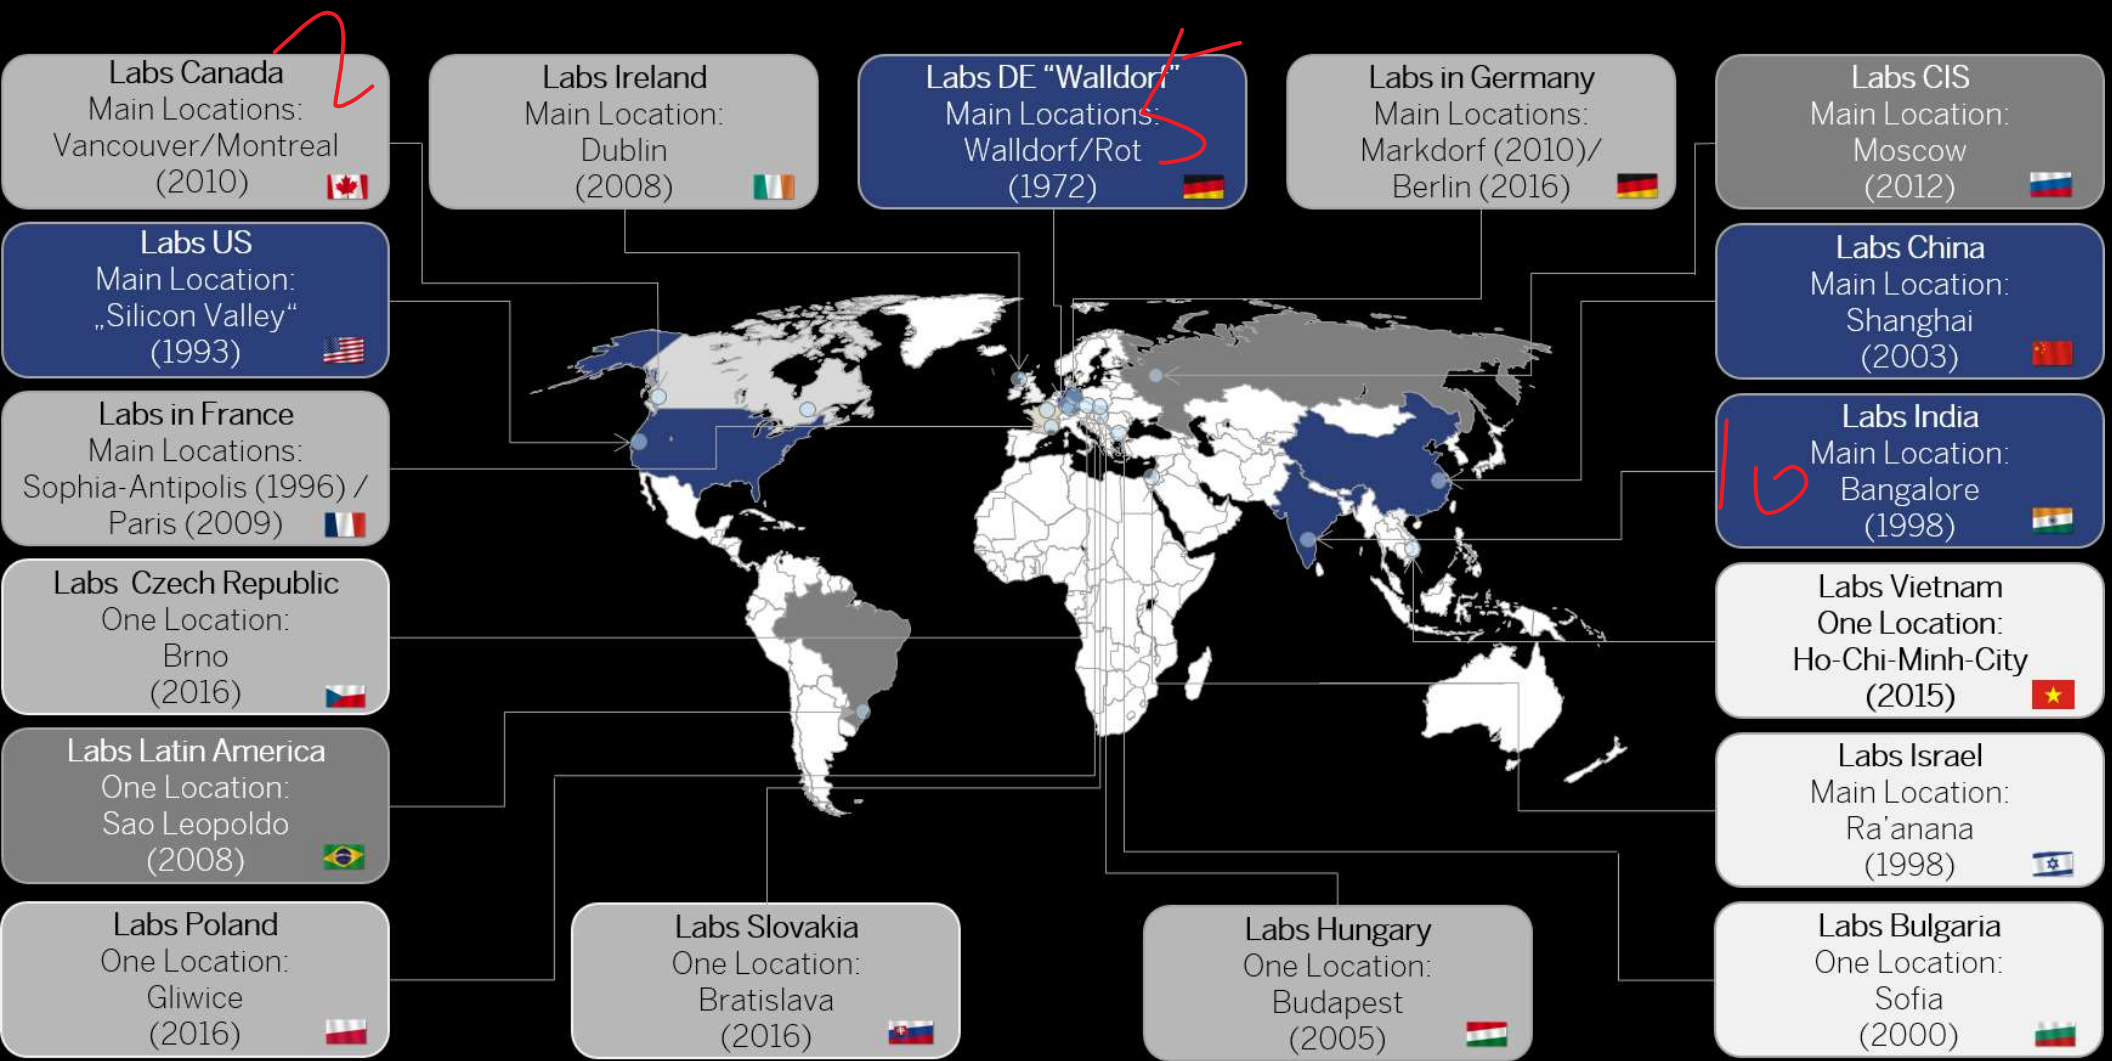 Labs Canada
Main Locations:
Vancouver/Montreal
(2010)
2
Labs Ireland
Main Location:
Dublin
(2008)
Labs DE “Walldorf”
Main Locations:
Walldorf/Rot
(1972)
5
Labs in Germany
Main Locations:
Markdorf (2010)/
Berlin (2016)
Labs CIS
Main Location:
Moscow
(2012)
Labs US
Main Location:
„Silicon Valley“
(1993)
Labs China
Main Location:
Shanghai
(2003)
Labs in France
Main Locations:
Sophia-Antipolis (1996) /
Paris (2009)
Labs India
Main Location:
Bangalore
(1998)
10
Labs Czech Republic
One Location:
Brno
(2016)
Labs Vietnam
One Location:
Ho-Chi-Minh-City
(2015)
Labs Latin America
One Location:
Sao Leopoldo
(2008)
Labs Israel
Main Location:
Ra’anana
(1998)
Labs Poland
One Location:
Gliwice
(2016)
Labs Slovakia
One Location:
Bratislava
(2016)
Labs Hungary
One Location:
Budapest
(2005)
Labs Bulgaria
One Location:
Sofia
(2000)